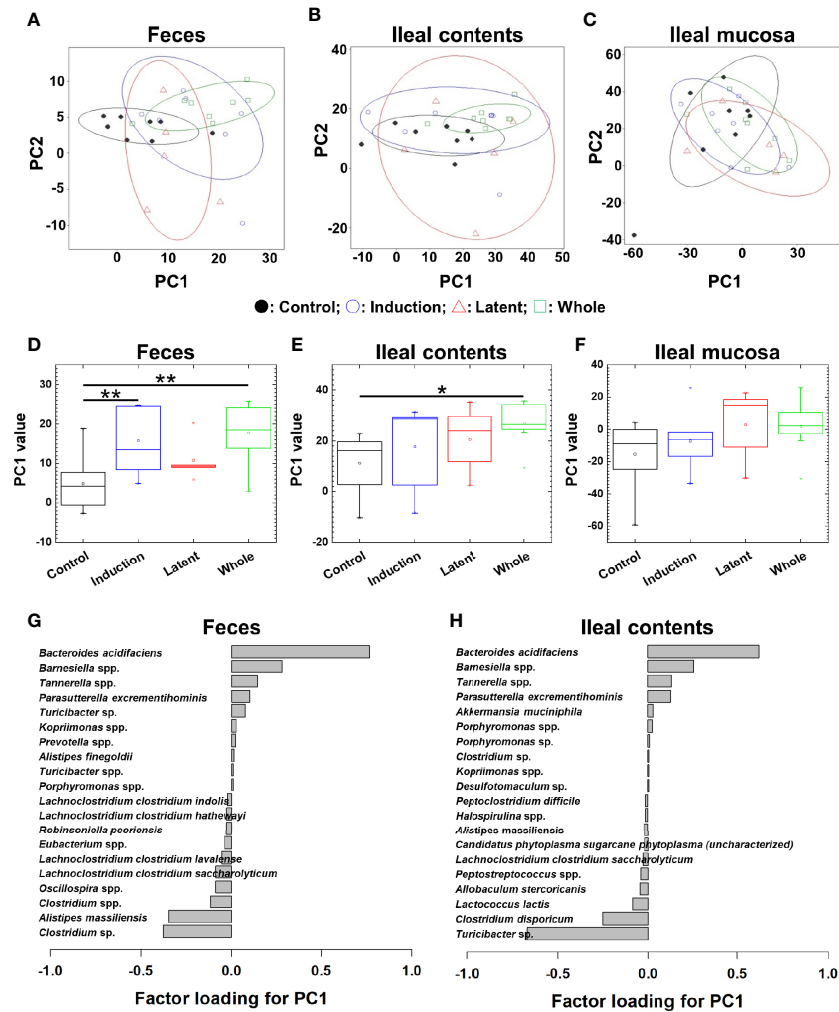 A
Feces
B
Ileal contents
C
Ileal mucosa
PC2
10
5
0
-5
-10
0
10
20
30
PC1
PC2
40
20
0
-20
-10
0
10
20
30
40
50
PC1
PC2
60
40
20
0
-20
-40
-60
-30
0
30
60
PC1
: Control; : Induction; : Latent; : Whole
D
Feces
E
Ileal contents
F
Ileal mucosa
PC1 value
30
20
10
0
-10
**
**
Control
Induction
Latent
Whole
PC1 value
40
20
0
-20
*
Control
Induction
Latent
Whole
PC1 value
40
20
0
-20
-40
-60
Control
Induction
Latent
Whole
G
Feces
Bacteroides acidifaciens
Barnesiella spp.
Tannerella spp.
Parasutterella excrementihominis
Turicibacter sp.
Kopriimonas spp.
Prevotella spp.
Alistipes finegoldii
Turicibacter spp.
Porphyromonas spp.
Lachnoclostridium clostridium indolis
Lachnoclostridium clostridium hathewayi
Robinsoniella peoriensis
Eubacterium spp.
Lachnoclostridium clostridium lavalense
Lachnoclostridium clostridium saccharolyticum
Oscillospira spp.
Clostridium spp.
Alistipes massiliensis
Clostridium sp.
-1.0
-0.5
0.0
0.5
1.0
Factor loading for PC1
H
Ileal contents
Bacteroides acidifaciens
Barnesiella spp.
Tannerella spp.
Parasutterella excrementihominis
Akkermansia muciniphila
Porphyromonas spp.
Porphyromonas sp.
Clostridium sp.
Kopriimonas spp.
Desulfotomaculum sp.
Peptoclostridium difficile
Halospirulina spp.
Alistipes massiliensis
Candidatus phytoplasma sugarcane phytoplasma (uncharacterized)
Lachnoclostridium clostridium saccharolyticum
Peptostreptococcus spp.
Allobaculum stercoricanis
Lactococcus lactis
Clostridium disporicum
Turicibacter sp.
-1.0
-0.5
0.0
0.5
1.0
Factor loading for PC1